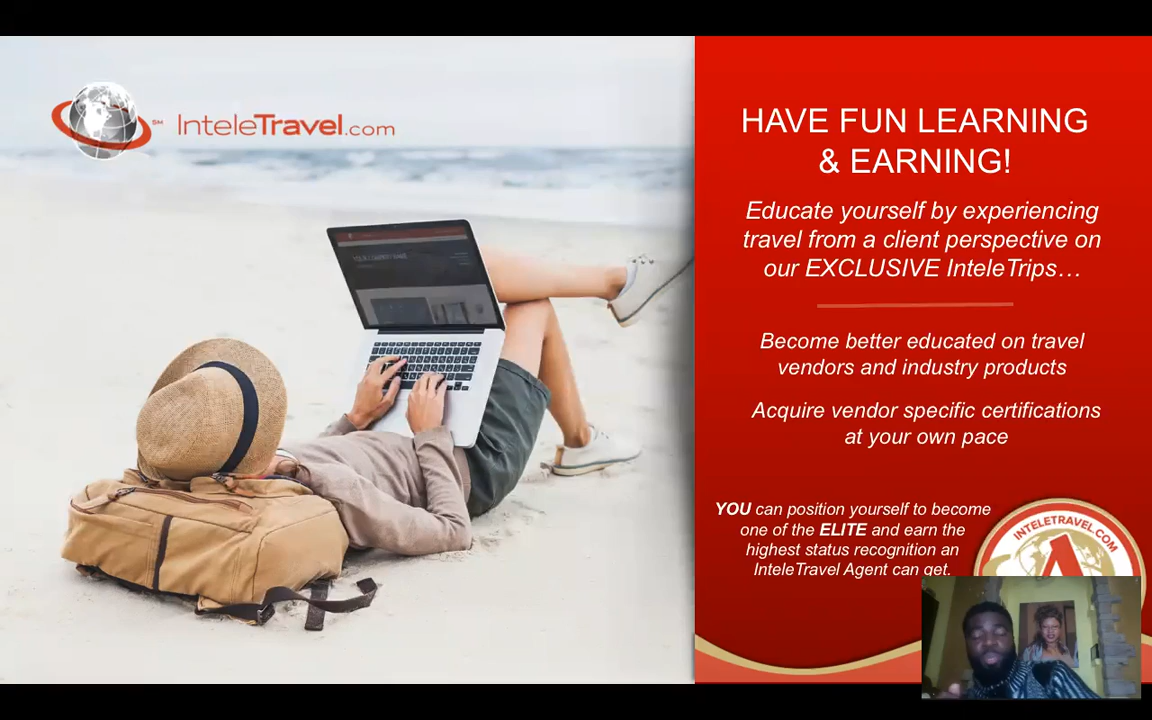 InteleTravel.com
SM
HAVE FUN LEARNING
& EARNING!
Educate yourself by experiencing
travel from a client perspective on
our EXCLUSIVE InteleTrips…
Become better educated on travel
vendors and industry products
Acquire vendor specific certifications
at your own pace
YOU can position yourself to become
one of the ELITE and earn the
highest status recognition an
InteleTravel Agent can get.
INTELETRAVEL.COM